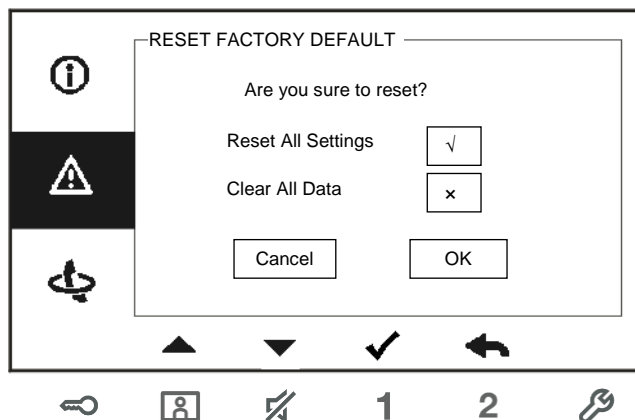 RESET FACTORY DEFAULT
Are you sure to reset?
Reset All Settings √
Clear All Data ×
Cancel OK
1 2